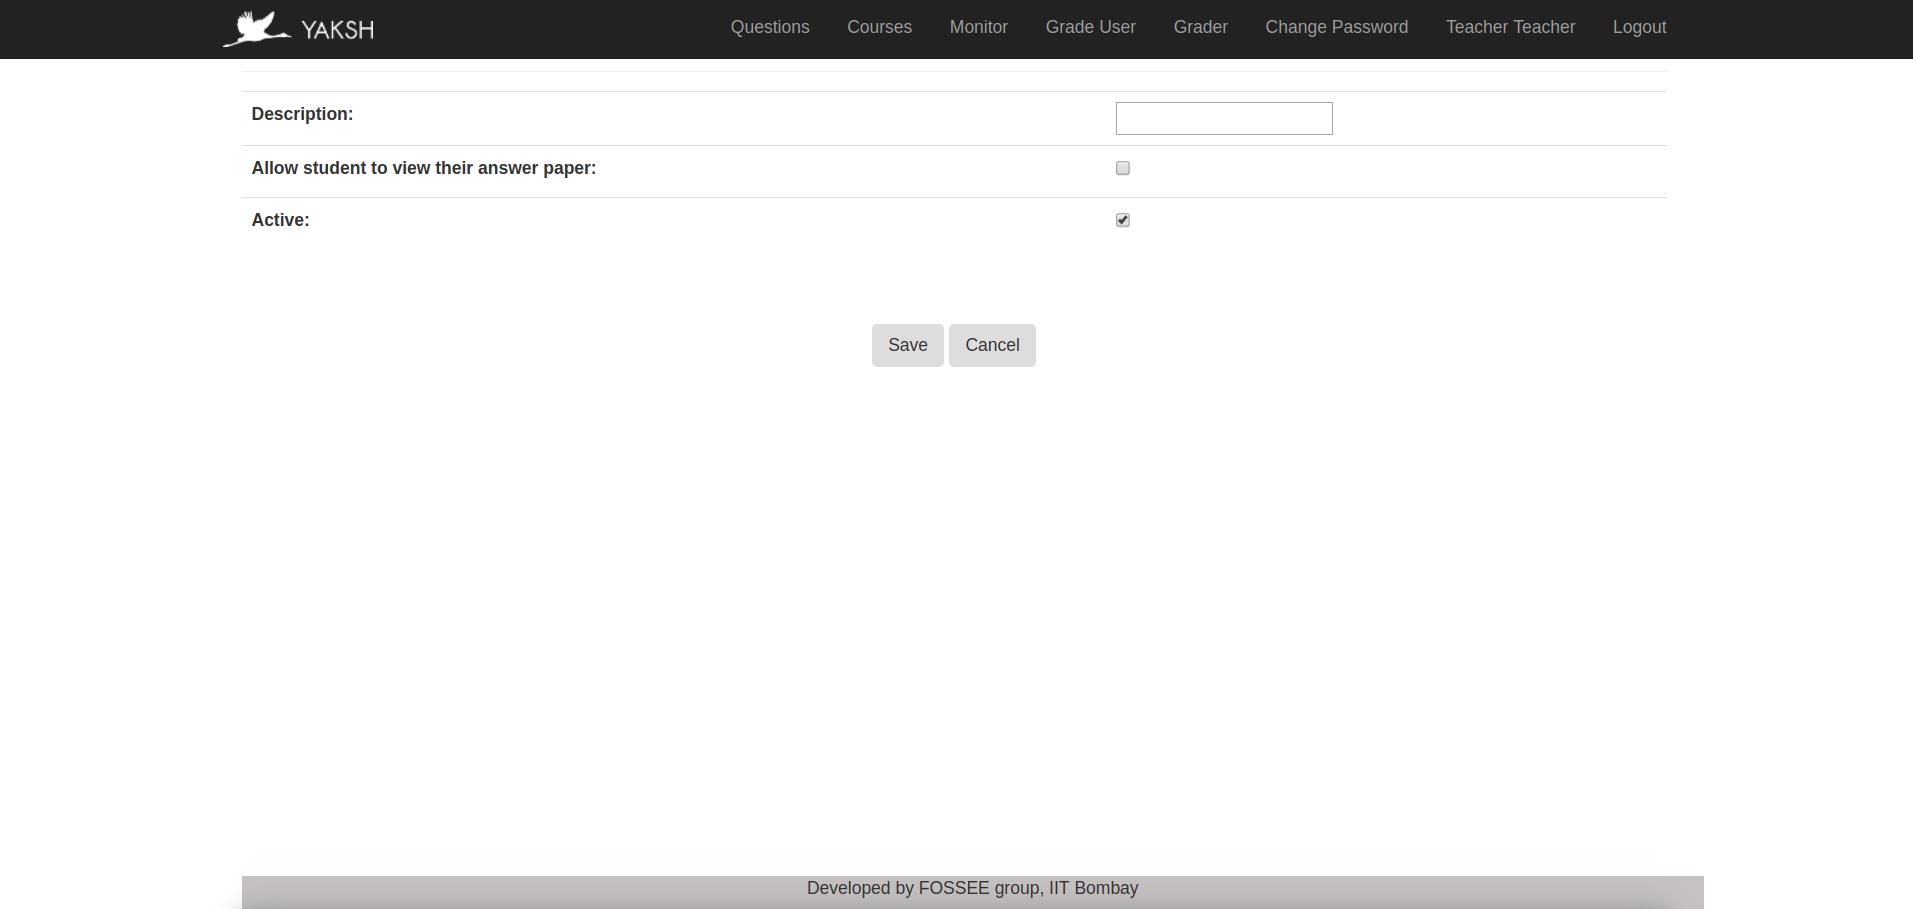 YAKSH
Questions Courses Monitor Grade User Grader Change Password Teacher Teacher Logout
Description:
Allow student to view their answer paper:
Active:
Save Cancel
Developed by FOSSEE group, IIT Bombay